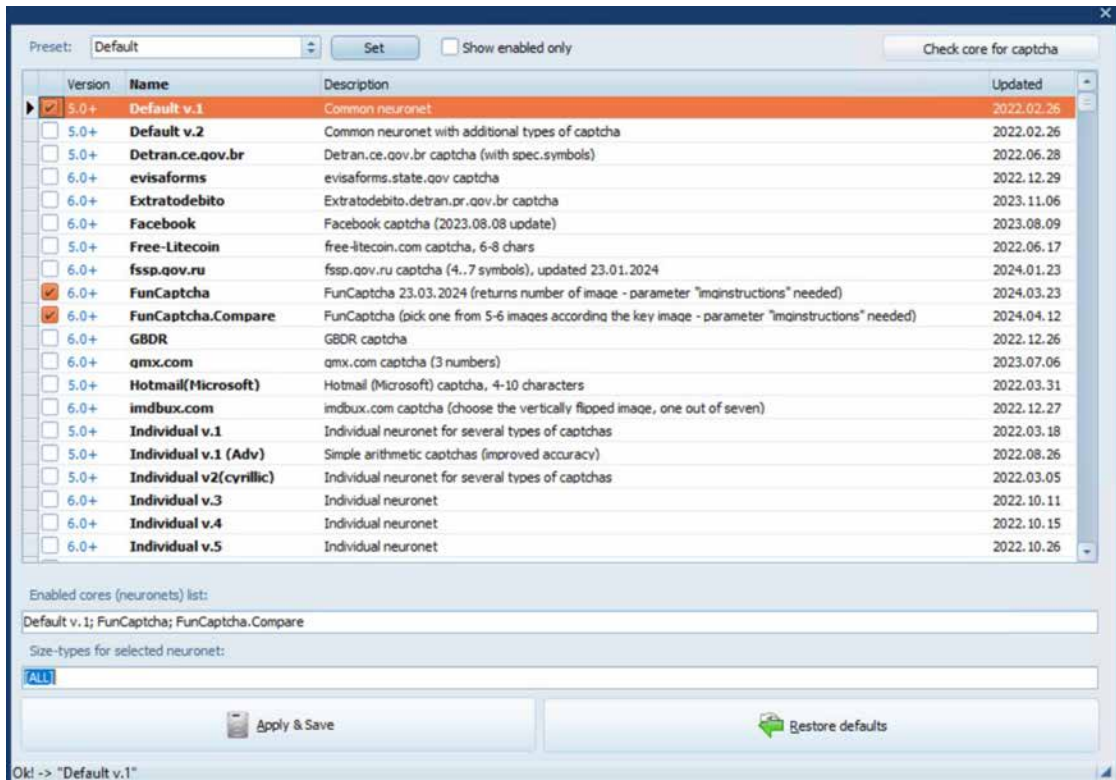 Preset: Default Set Show enabled only Check core for captcha
Version Name Description Updated
5.0+ Default v.1 Common neuronet 2022.02.26
5.0+ Default v.2 Common neuronet with additional types of captcha 2022.02.26
5.0+ Detran.ce.gov.br Detran.ce.gov.br captcha (with spec.symbols) 2022.06.28
6.0+ evisaforms evisaforms.state.gov captcha 2022.12.29
6.0+ Extratodebito Extratodebito.detran.pr.gov.br captcha 2023.11.06
6.0+ Facebook Facebook captcha (2023.08.08 update) 2023.08.09
5.0+ Free-Litecoin free-litecoin.com captcha, 6-8 chars 2022.06.17
6.0+ fssp.gov.ru fssp.gov.ru captcha (4..7 symbols), updated 23.01.2024 2024.01.23
6.0+ FunCaptcha FunCaptcha 23.03.2024 (returns number of image - parameter "imginstructions" needed) 2024.03.23
6.0+ FunCaptcha.Compare FunCaptcha (pick one from 5-6 images according the key image - parameter "imginstructions" needed) 2024.04.12
6.0+ GBDR GBDR captcha 2022.12.26
6.0+ gmx.com gmx.com captcha (3 numbers) 2023.07.06
5.0+ Hotmail(Microsoft) Hotmail (Microsoft) captcha, 4-10 characters 2022.03.31
6.0+ imdbux.com imdbux.com captcha (choose the vertically flipped image, one out of seven) 2022.12.27
5.0+ Individual v.1 Individual neuronet for several types of captchas 2022.03.18
5.0+ Individual v.1 (Adv) Simple arithmetic captchas (improved accuracy) 2022.08.26
5.0+ Individual v2(cyrillic) Individual neuronet for several types of captchas 2022.03.05
6.0+ Individual v.3 Individual neuronet 2022.10.11
6.0+ Individual v.4 Individual neuronet 2022.10.15
6.0+ Individual v.5 Individual neuronet 2022.10.26
Enabled cores (neuronets) list:
Default v.1; FunCaptcha; FunCaptcha.Compare
Size-types for selected neuronet:
[ALL]
Apply & Save Restore defaults
Ok! -> "Default v.1"